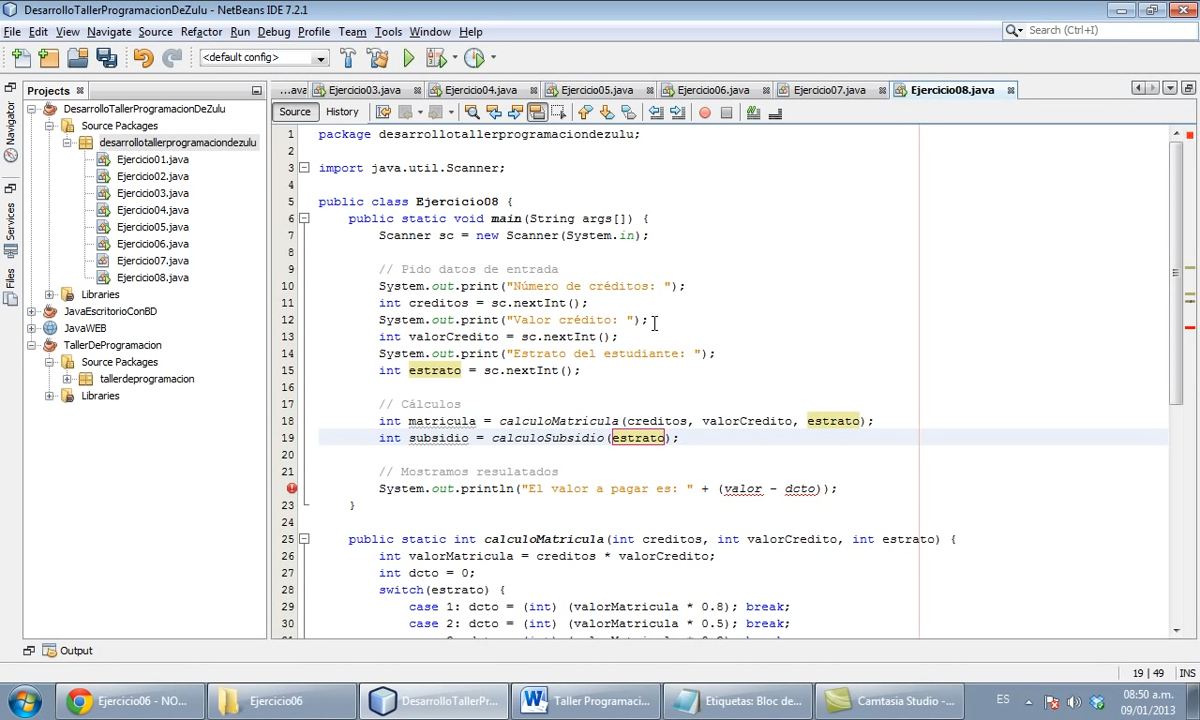 DesarrolloTallerProgramacionDeZulu - NetBeans IDE 7.2.1
File Edit View Navigate Source Refactor Run Debug Profile Team Tools Window Help
Search (Ctrl+I)
<default config>
Projects
...ava Ejercicio03.java Ejercicio04.java Ejercicio05.java Ejercicio06.java Ejercicio07.java Ejercicio08.java
Source History
Navigator
Services
Files
DesarrolloTallerProgramacionDeZulu
Source Packages
desarrollotallerprogramaciondezulu
Ejercicio01.java
Ejercicio02.java
Ejercicio03.java
Ejercicio04.java
Ejercicio05.java
Ejercicio06.java
Ejercicio07.java
Ejercicio08.java
Libraries
JavaEscritorioConBD
JavaWEB
TallerDeProgramacion
Source Packages
tallerdeprogramacion
Libraries
1 package desarrollotallerprogramaciondezulu;
2
3 import java.util.Scanner;
4
5 public class Ejercicio08 {
6 public static void main(String args[]) {
7 Scanner sc = new Scanner(System.in);
8
9 // Pido datos de entrada
10 System.out.print("Número de créditos: ");
11 int creditos = sc.nextInt();
12 System.out.print("Valor crédito: ");
13 int valorCredito = sc.nextInt();
14 System.out.print("Estrato del estudiante: ");
15 int estrato = sc.nextInt();
16
17 // Cálculos
18 int matricula = calculoMatricula(creditos, valorCredito, estrato);
19 int subsidio = calculoSubsidio(estrato);
20
21 // Mostramos resulatados
System.out.println("El valor a pagar es: " + (valor - dcto));
23 }
24
25 public static int calculoMatricula(int creditos, int valorCredito, int estrato) {
26 int valorMatricula = creditos * valorCredito;
27 int dcto = 0;
28 switch(estrato) {
29 case 1: dcto = (int) (valorMatricula * 0.8); break;
30 case 2: dcto = (int) (valorMatricula * 0.5); break;
Output
19 | 49 INS
Ejercicio06 - NO...
Ejercicio06
DesarrolloTallerP...
Taller Programaci...
Etiquetas: Bloc de...
Camtasia Studio -...
ES
08:50 a.m.
09/01/2013